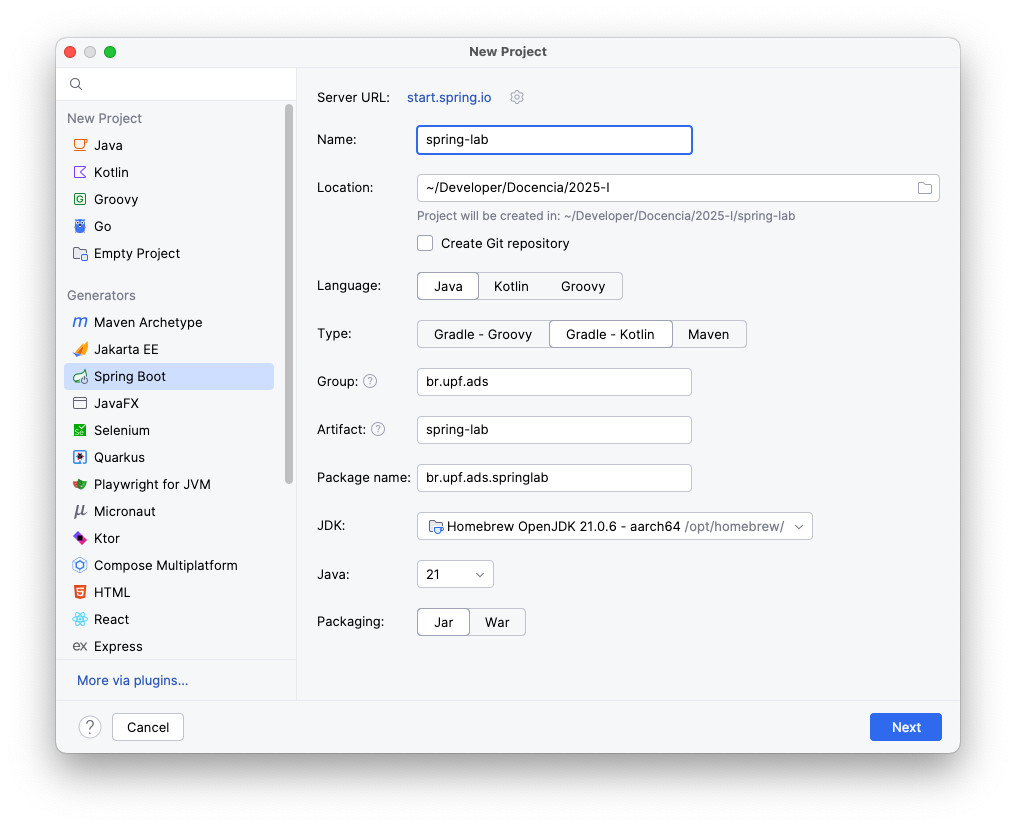 New Project
New Project
Java
Kotlin
Groovy
Go
Empty Project
Generators
Maven Archetype
Jakarta EE
Spring Boot
JavaFX
Selenium
Quarkus
Playwright for JVM
Micronaut
Ktor
Compose Multiplatform
HTML
React
ex Express
More via plugins...
Server URL: start.spring.io
Name: spring-lab
Location: ~/Developer/Docencia/2025-I
Project will be created in: ~/Developer/Docencia/2025-I/spring-lab
Create Git repository
Language: Java Kotlin Groovy
Type: Gradle - Groovy Gradle - Kotlin Maven
Group: ? br.upf.ads
Artifact: ? spring-lab
Package name: br.upf.ads.springlab
JDK: Homebrew OpenJDK 21.0.6 - aarch64 /opt/homebrew/
Java: 21
Packaging: Jar War
? Cancel Next